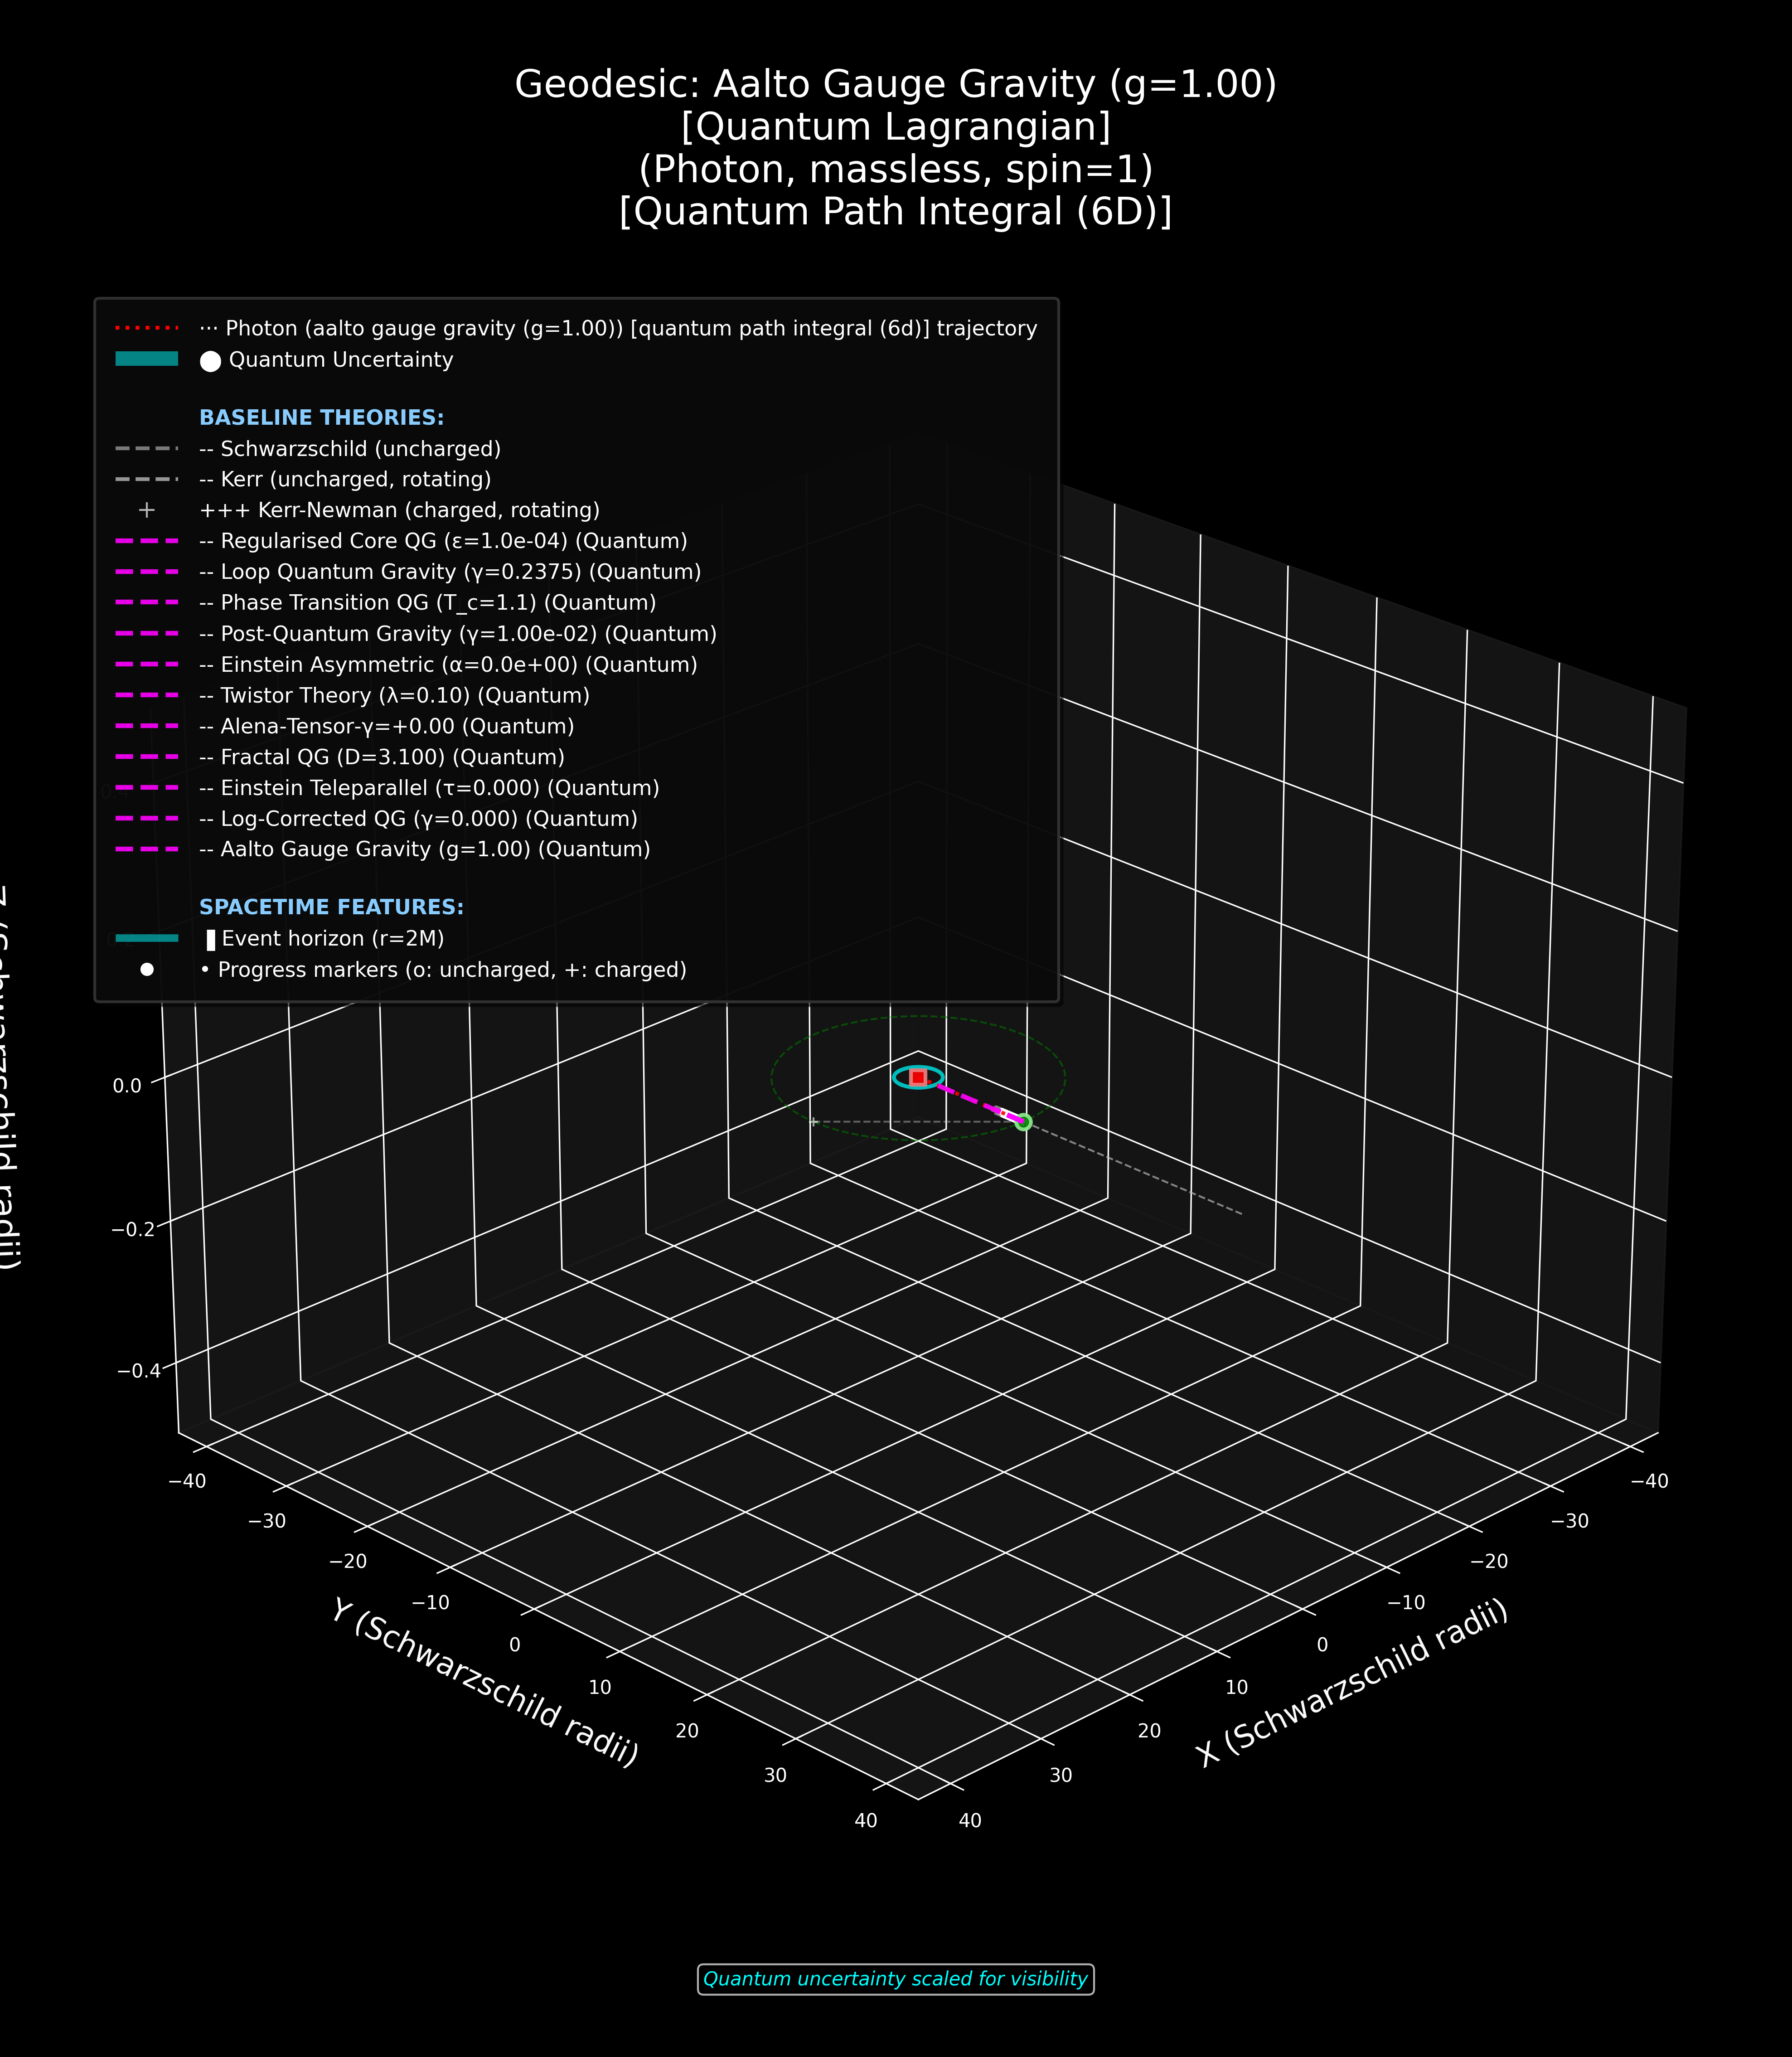 Geodesic: Aalto Gauge Gravity (g=1.00)
[Quantum Lagrangian]
(Photon, massless, spin=1)
[Quantum Path Integral (6D)]
··· Photon (aalto gauge gravity (g=1.00)) [quantum path integral (6d)] trajectory
● Quantum Uncertainty
BASELINE THEORIES:
-- Schwarzschild (uncharged)
-- Kerr (uncharged, rotating)
+++ Kerr-Newman (charged, rotating)
-- Regularised Core QG (ε=1.0e-04) (Quantum)
-- Loop Quantum Gravity (γ=0.2375) (Quantum)
-- Phase Transition QG (T_c=1.1) (Quantum)
-- Post-Quantum Gravity (γ=1.00e-02) (Quantum)
-- Einstein Asymmetric (α=0.0e+00) (Quantum)
-- Twistor Theory (λ=0.10) (Quantum)
-- Alena-Tensor-γ=+0.00 (Quantum)
-- Fractal QG (D=3.100) (Quantum)
-- Einstein Teleparallel (τ=0.000) (Quantum)
-- Log-Corrected QG (γ=0.000) (Quantum)
-- Aalto Gauge Gravity (g=1.00) (Quantum)
SPACETIME FEATURES:
▐ Event horizon (r=2M)
• Progress markers (o: uncharged, +: charged)
Z (Schwarzschild radii)
0.0
−0.2
−0.4
−40
−30
−20
−10
0
10
20
30
40
Y (Schwarzschild radii)
−40
−30
−20
−10
0
10
20
30
40
X (Schwarzschild radii)
Quantum uncertainty scaled for visibility